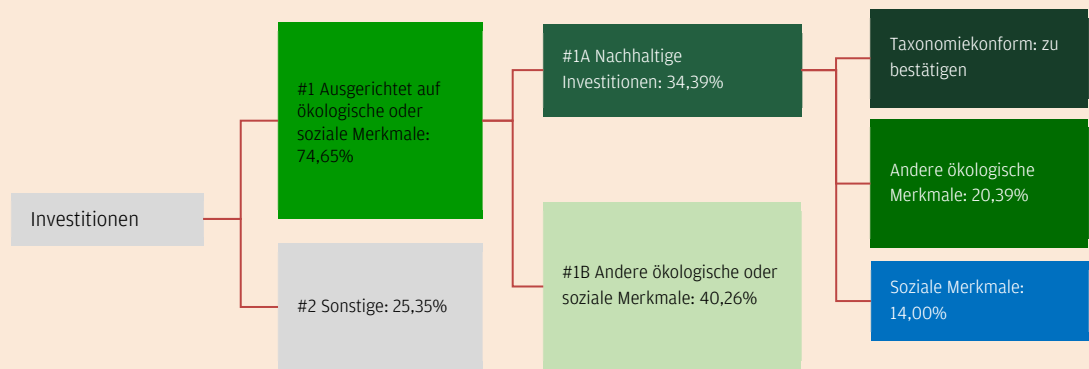 Investitionen
#1 Ausgerichtet auf
ökologische oder
soziale Merkmale:
74,65%
#2 Sonstige: 25,35%
#1A Nachhaltige
Investitionen: 34,39%
#1B Andere ökologische oder
soziale Merkmale: 40,26%
Taxonomiekonform: zu
bestätigen
Andere ökologische
Merkmale: 20,39%
Soziale Merkmale:
14,00%